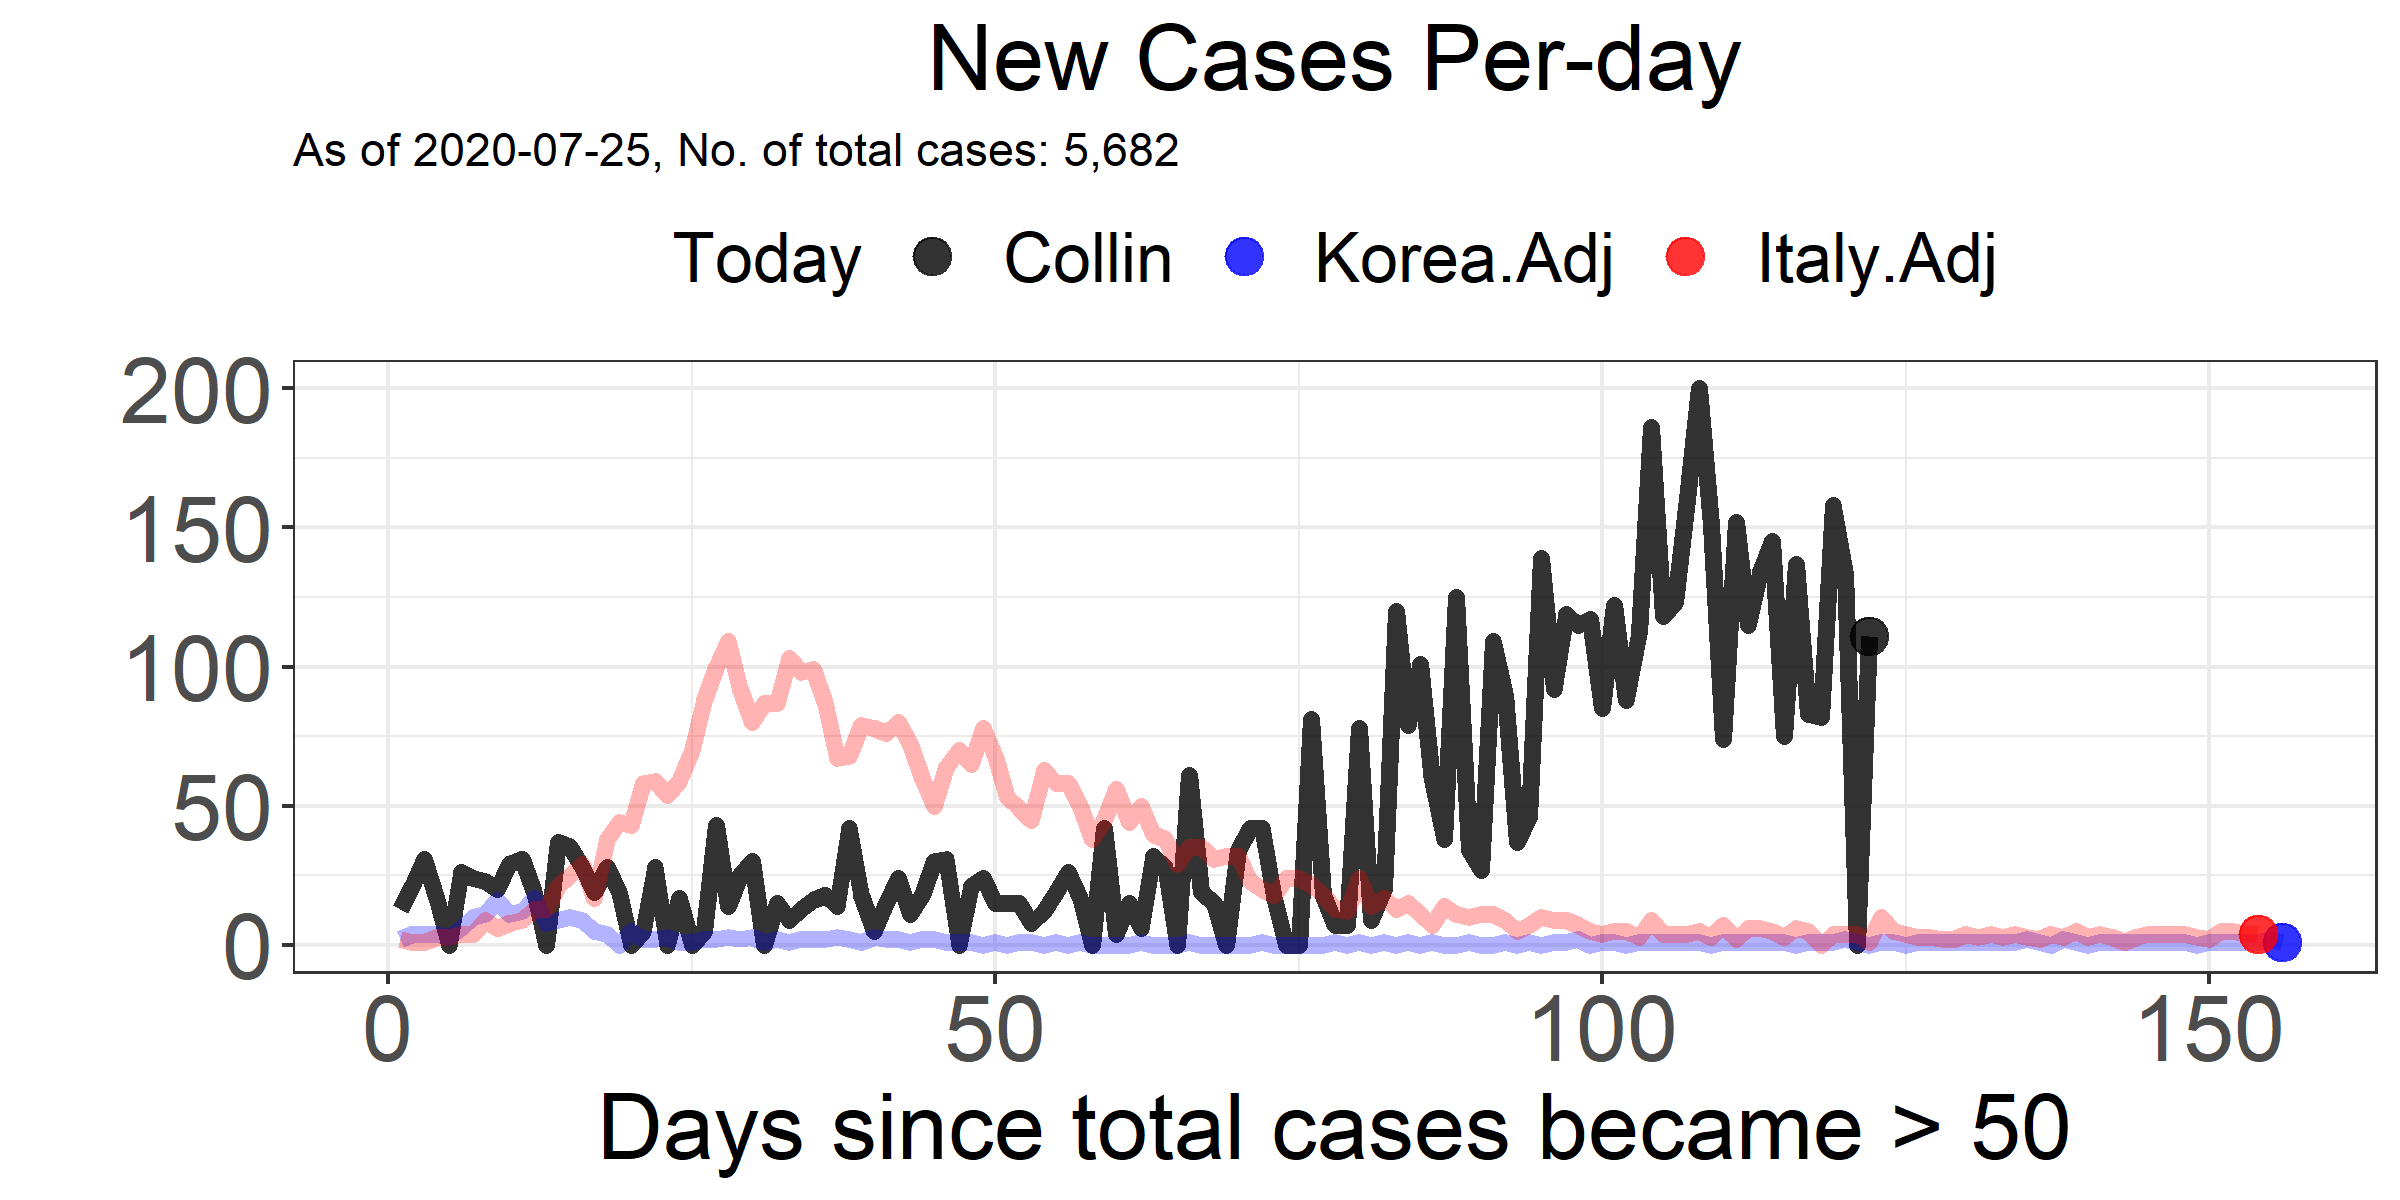 New Cases Per-day
As of 2020-07-25, No. of total cases: 5,682
Today Collin Korea.Adj Italy.Adj
200
150
100
50
0
0 50 100 150
Days since total cases became > 50